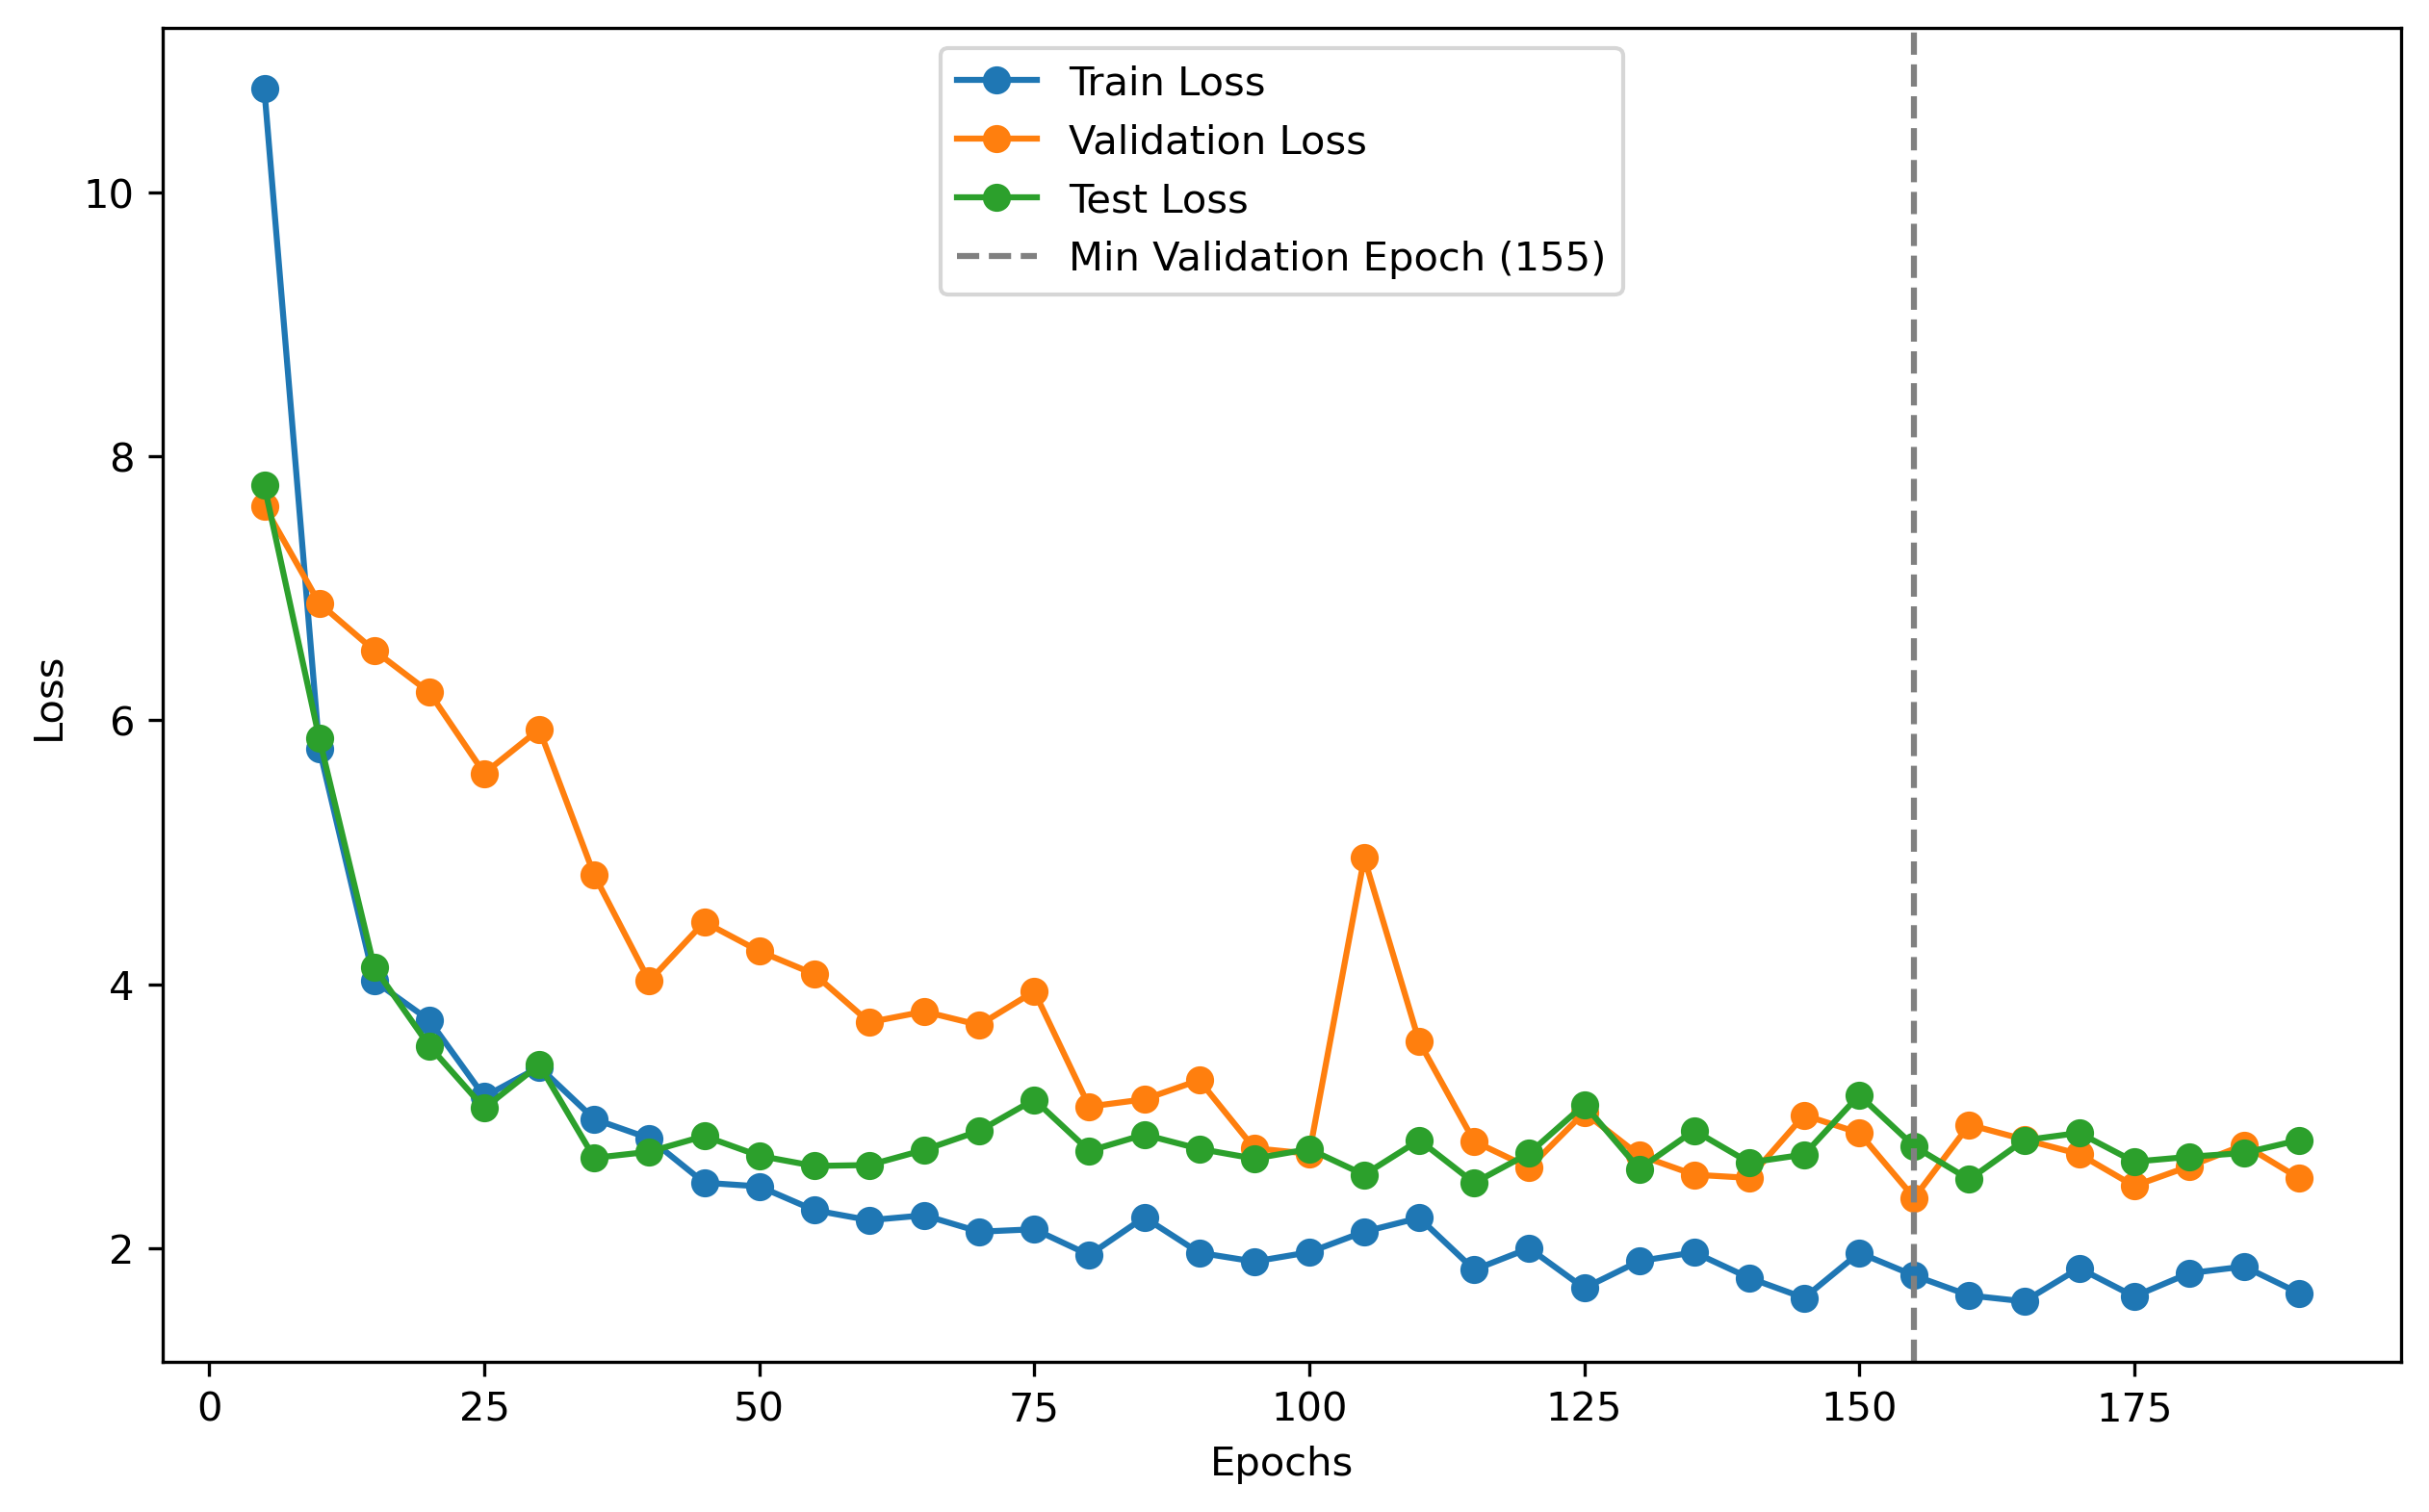 Train Loss
Validation Loss
Test Loss
Min Validation Epoch (155)
10
8
6
4
2
Loss
0 25 50 75 100 125 150 175
Epochs